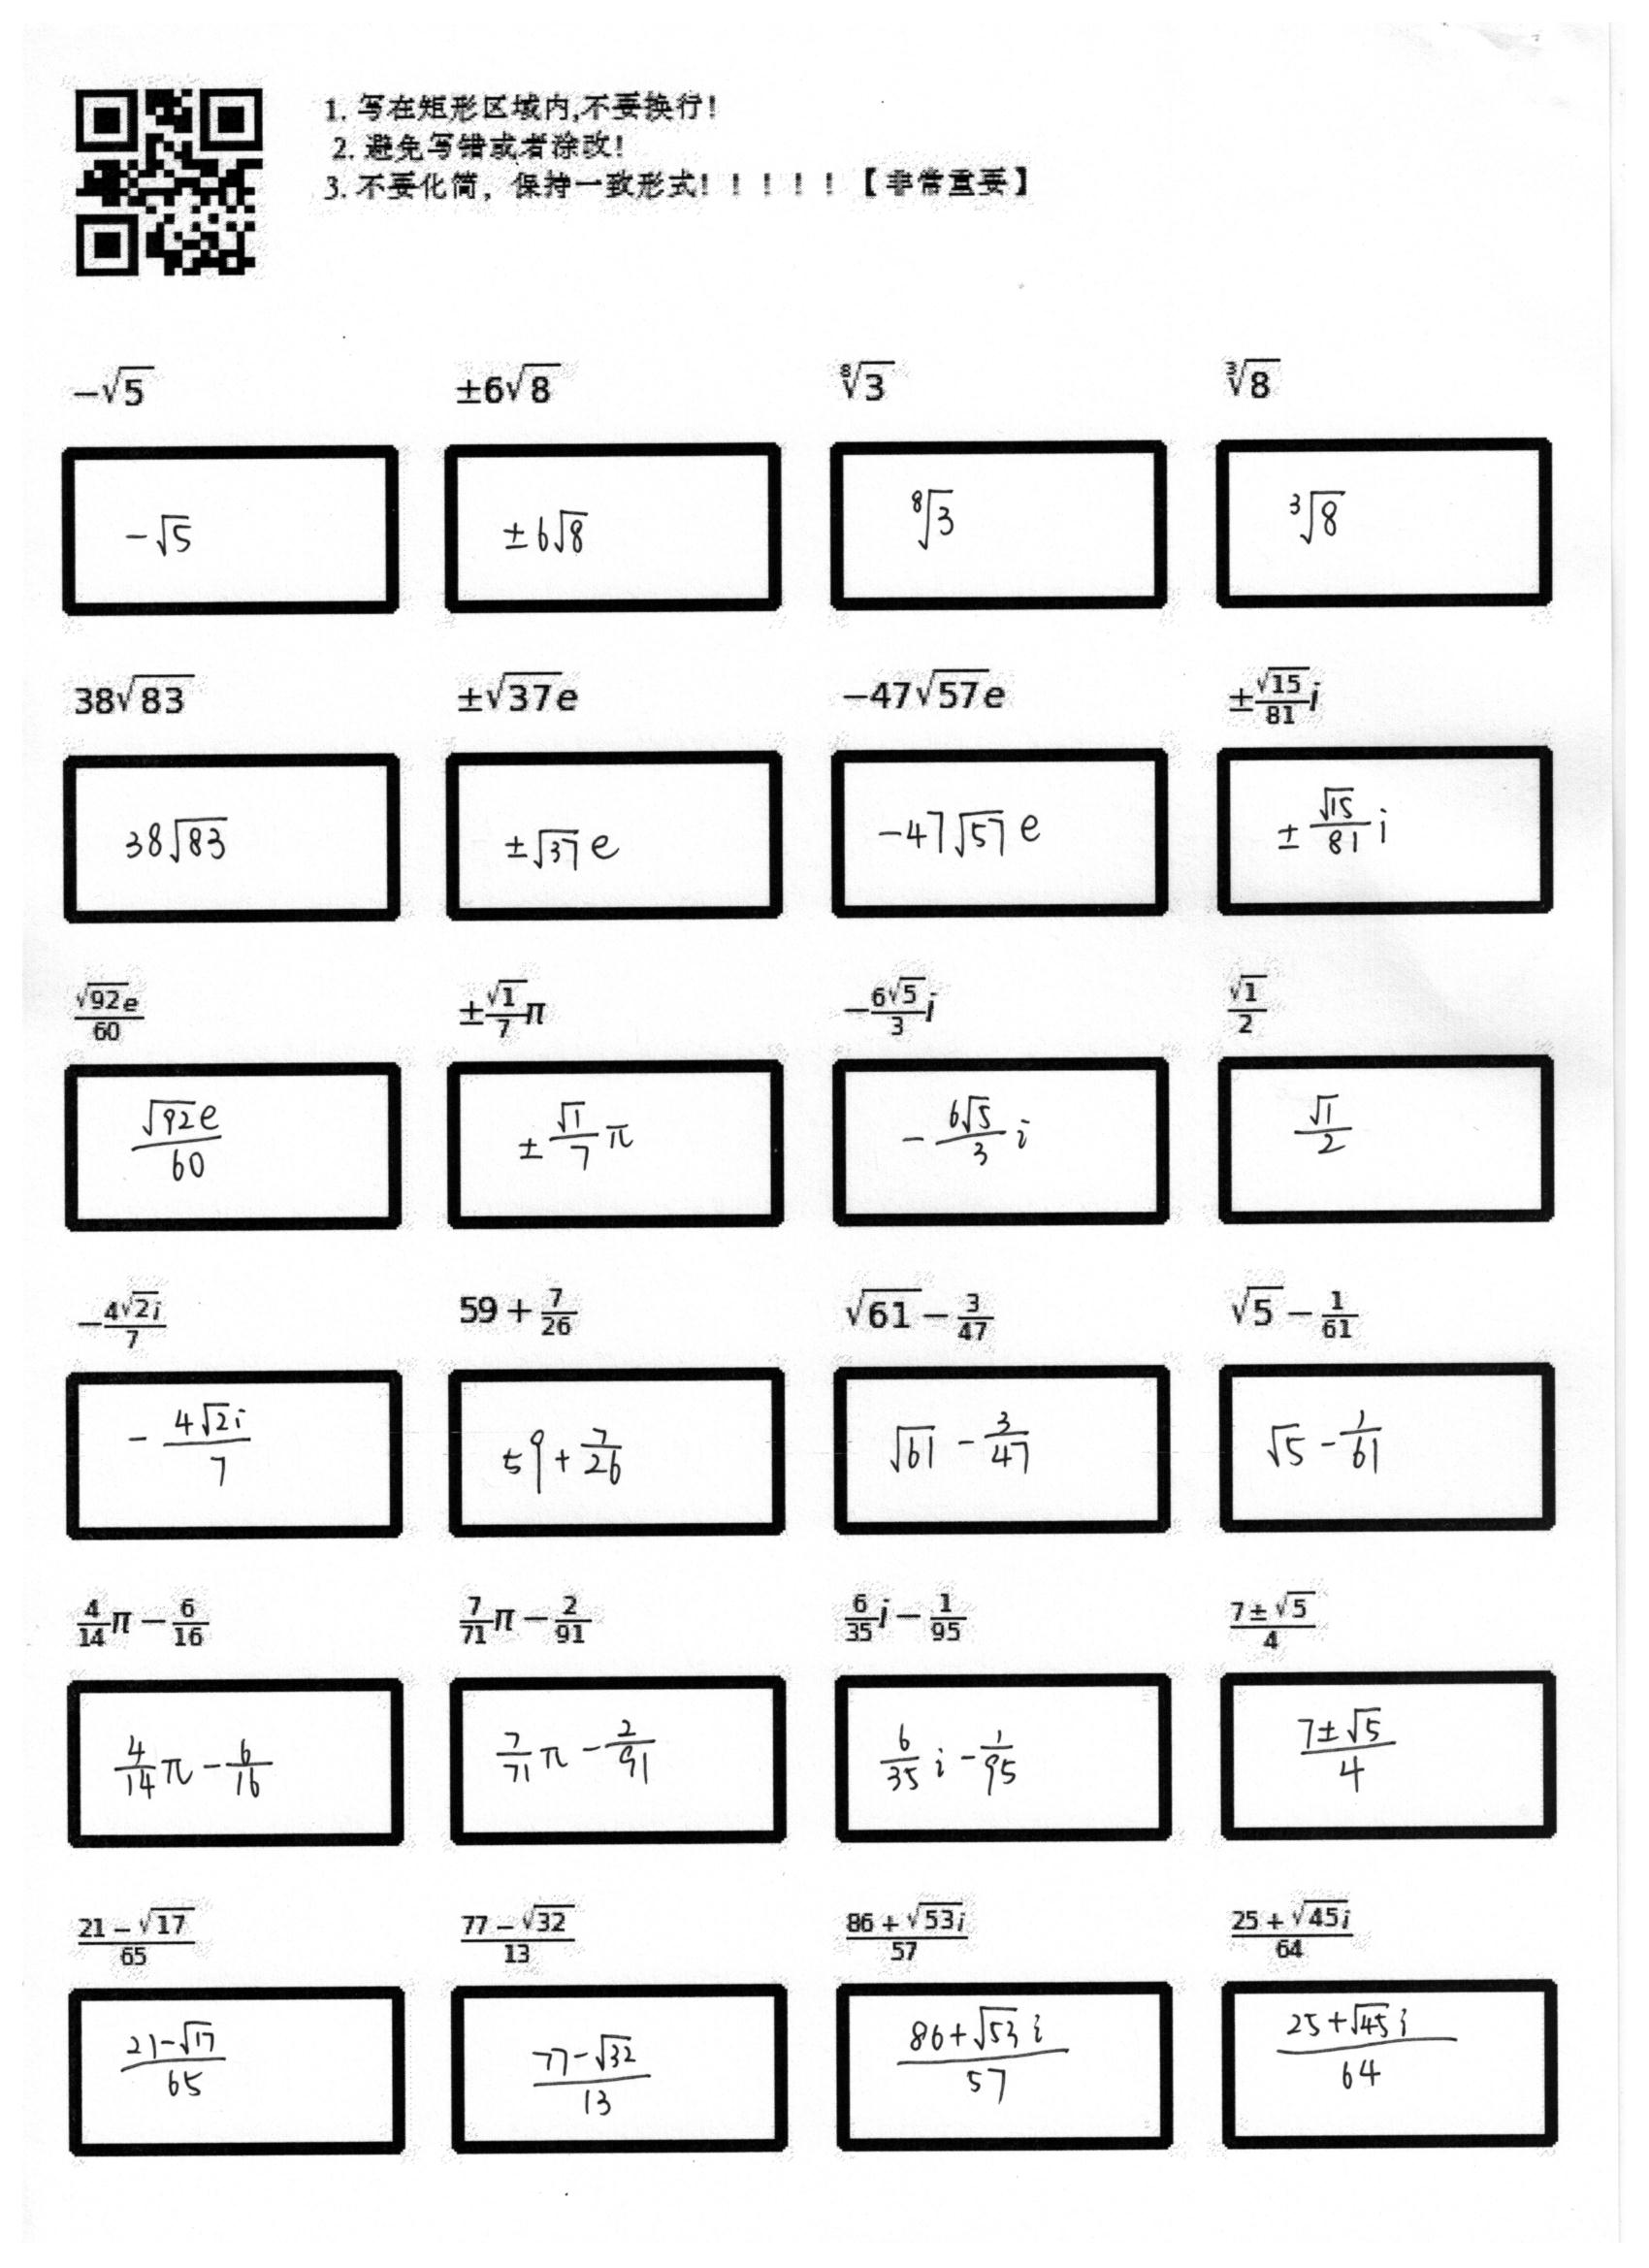 1. 写在矩形区域内,不要换行!
2. 避免写错或者涂改!
3. 不要化简，保持一致形式！！！！！【非常重要】
$-\sqrt{5}$ $\pm 6\sqrt{8}$ $\sqrt[8]{3}$ $\sqrt[3]{8}$
$-\sqrt{5}$ $\pm 6\sqrt{8}$ $\sqrt[8]{3}$ $\sqrt[3]{8}$
$38\sqrt{83}$ $\pm\sqrt{37}e$ $-47\sqrt{57}e$ $\pm\frac{\sqrt{15}}{81}i$
$38\sqrt{83}$ $\pm\sqrt{37}e$ $-47\sqrt{57}e$ $\pm\frac{\sqrt{15}}{81}i$
$\frac{\sqrt{92}e}{60}$ $\pm\frac{\sqrt{1}}{7}\pi$ $-\frac{6\sqrt{5}}{3}i$ $\frac{\sqrt{1}}{2}$
$\frac{\sqrt{92}e}{60}$ $\pm\frac{\sqrt{1}}{7}\pi$ $-\frac{6\sqrt{5}}{3}i$ $\frac{\sqrt{1}}{2}$
$-\frac{4\sqrt{2}i}{7}$ $59+\frac{7}{26}$ $\sqrt{61}-\frac{3}{47}$ $\sqrt{5}-\frac{1}{61}$
$-\frac{4\sqrt{2}i}{7}$ $59+\frac{7}{26}$ $\sqrt{61}-\frac{3}{47}$ $\sqrt{5}-\frac{1}{61}$
$\frac{4}{14}\pi-\frac{6}{16}$ $\frac{7}{71}\pi-\frac{2}{91}$ $\frac{6}{35}i-\frac{1}{95}$ $\frac{7\pm\sqrt{5}}{4}$
$\frac{4}{14}\pi-\frac{6}{16}$ $\frac{7}{71}\pi-\frac{2}{91}$ $\frac{6}{35}i-\frac{1}{95}$ $\frac{7\pm\sqrt{5}}{4}$
$\frac{21-\sqrt{17}}{65}$ $\frac{77-\sqrt{32}}{13}$ $\frac{86+\sqrt{53}i}{57}$ $\frac{25+\sqrt{45}i}{64}$
$\frac{21-\sqrt{17}}{65}$ $\frac{77-\sqrt{32}}{13}$ $\frac{86+\sqrt{53}i}{57}$ $\frac{25+\sqrt{45}i}{64}$